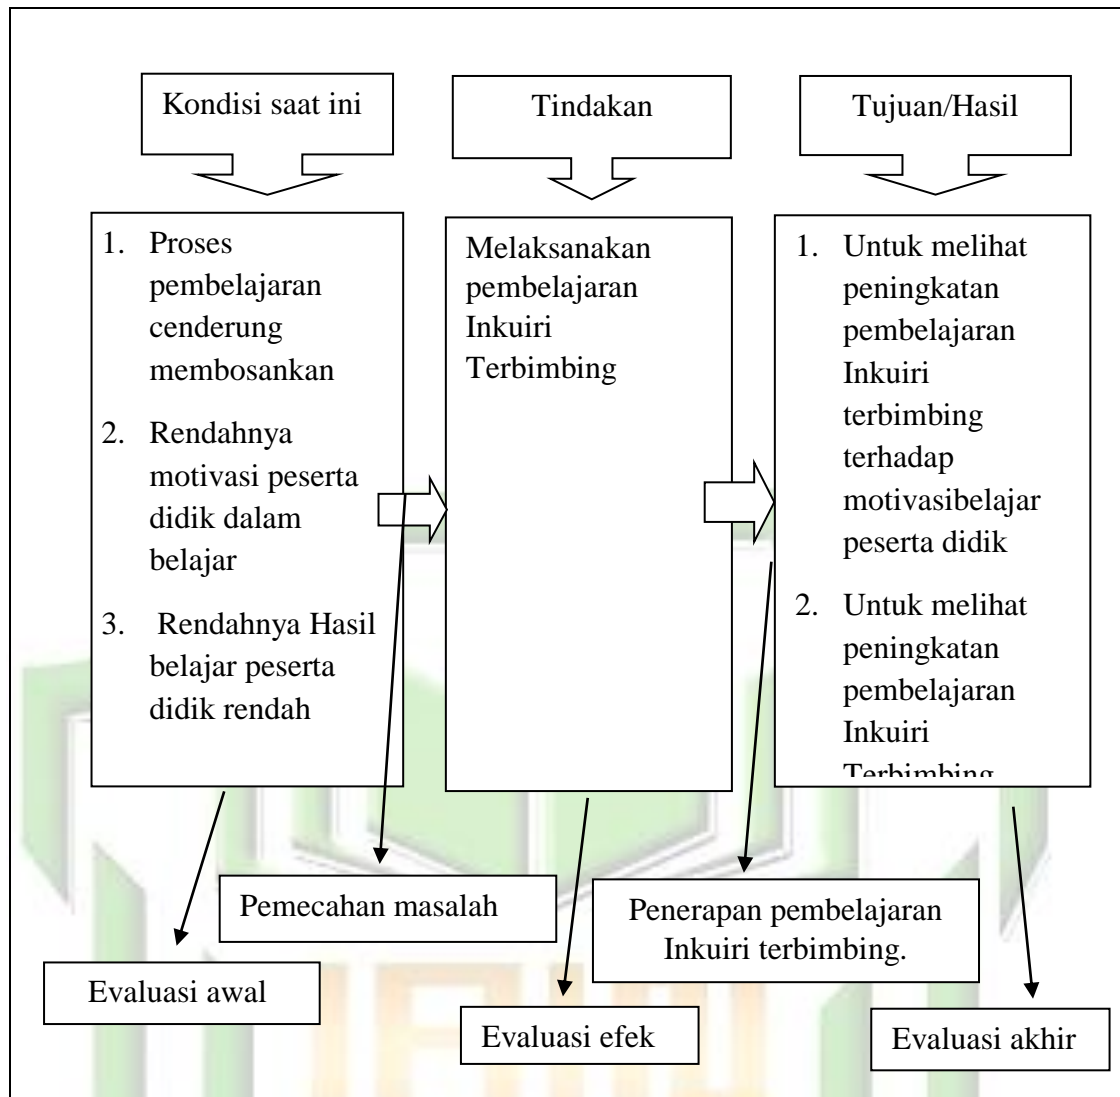 Kondisi saat ini
Tindakan
Tujuan/Hasil
1. Proses
pembelajaran
cenderung
membosankan
2. Rendahnya
motivasi peserta
didik dalam
belajar
3. Rendahnya Hasil
belajar peserta
didik rendah
Melaksanakan
pembelajaran
Inkuiri
Terbimbing
1. Untuk melihat
peningkatan
pembelajaran
Inkuiri
terbimbing
terhadap
motivasibelajar
peserta didik
2. Untuk melihat
peningkatan
pembelajaran
Inkuiri
Terbimbing
Pemecahan masalah
Penerapan pembelajaran
Inkuiri terbimbing.
Evaluasi awal
Evaluasi efek
Evaluasi akhir
IAIN